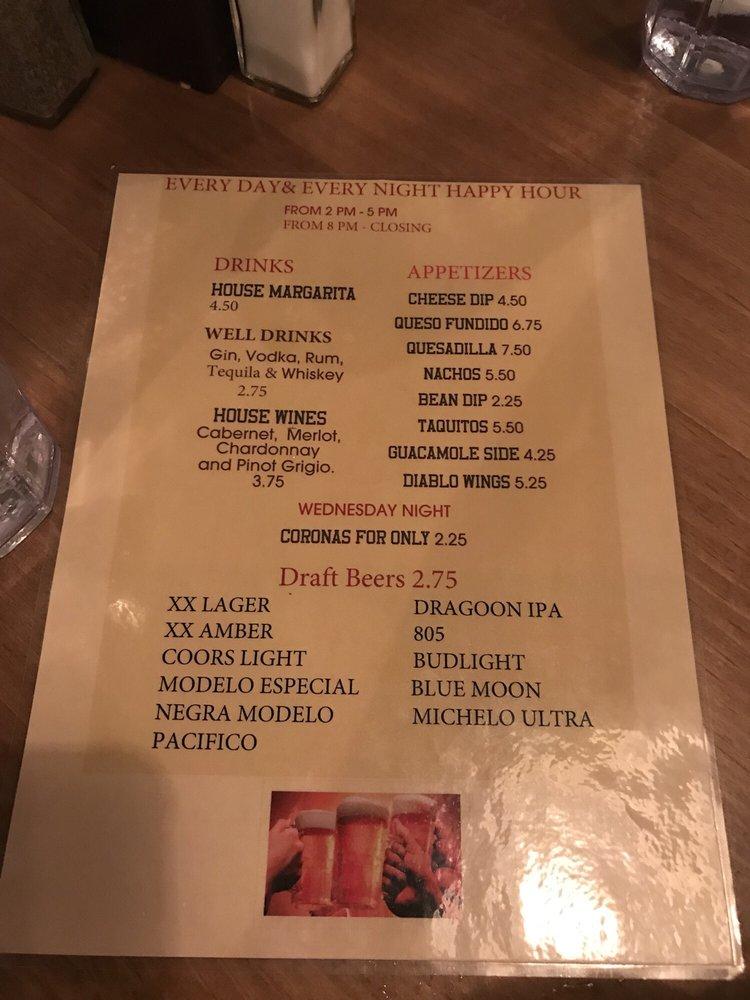 EVERY DAY& EVERY NIGHT HAPPY HOUR
FROM 2 PM - 5 PM
FROM 8 PM - CLOSING
DRINKS
HOUSE MARGARITA
4.50
WELL DRINKS
Gin, Vodka, Rum,
Tequila & Whiskey
2.75
HOUSE WINES
Cabernet, Merlot,
Chardonnay
and Pinot Grigio.
3.75
APPETIZERS
CHEESE DIP 4.50
QUESO FUNDIDO 6.75
QUESADILLA 7.50
NACHOS 5.50
BEAN DIP 2.25
TAQUITOS 5.50
GUACAMOLE SIDE 4.25
DIABLO WINGS 5.25
WEDNESDAY NIGHT
CORONAS FOR ONLY 2.25
Draft Beers 2.75
XX LAGER
XX AMBER
COORS LIGHT
MODELO ESPECIAL
NEGRA MODELO
PACIFICO
DRAGOON IPA
805
BUDLIGHT
BLUE MOON
MICHELO ULTRA